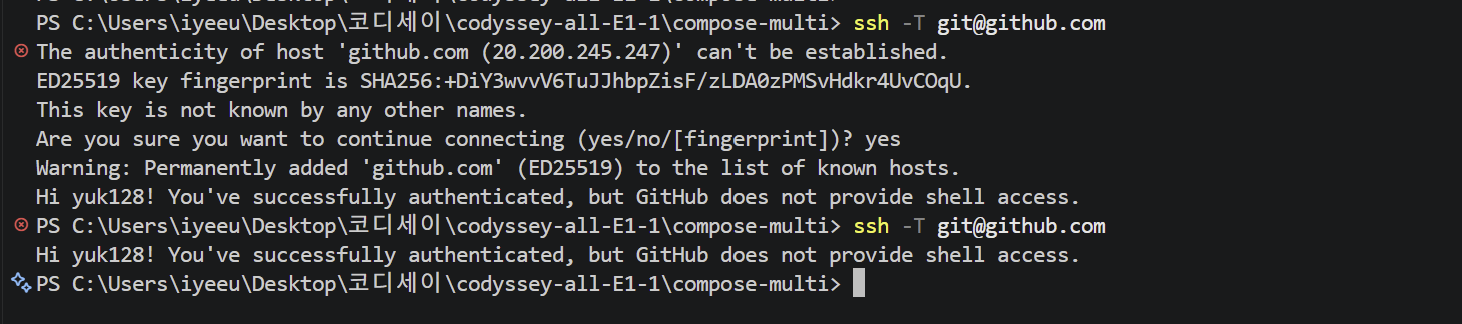 PS C:\Users\iyeeu\Desktop\코디세이\codyssey-all-E1-1\compose-multi> ssh -T git@github.com
The authenticity of host 'github.com (20.200.245.247)' can't be established.
ED25519 key fingerprint is SHA256:+DiY3wvvV6TuJJhbpZisF/zLDA0zPMSvHdkr4UvCOqU.
This key is not known by any other names.
Are you sure you want to continue connecting (yes/no/[fingerprint])? yes
Warning: Permanently added 'github.com' (ED25519) to the list of known hosts.
Hi yuk128! You've successfully authenticated, but GitHub does not provide shell access.
PS C:\Users\iyeeu\Desktop\코디세이\codyssey-all-E1-1\compose-multi> ssh -T git@github.com
Hi yuk128! You've successfully authenticated, but GitHub does not provide shell access.
PS C:\Users\iyeeu\Desktop\코디세이\codyssey-all-E1-1\compose-multi>